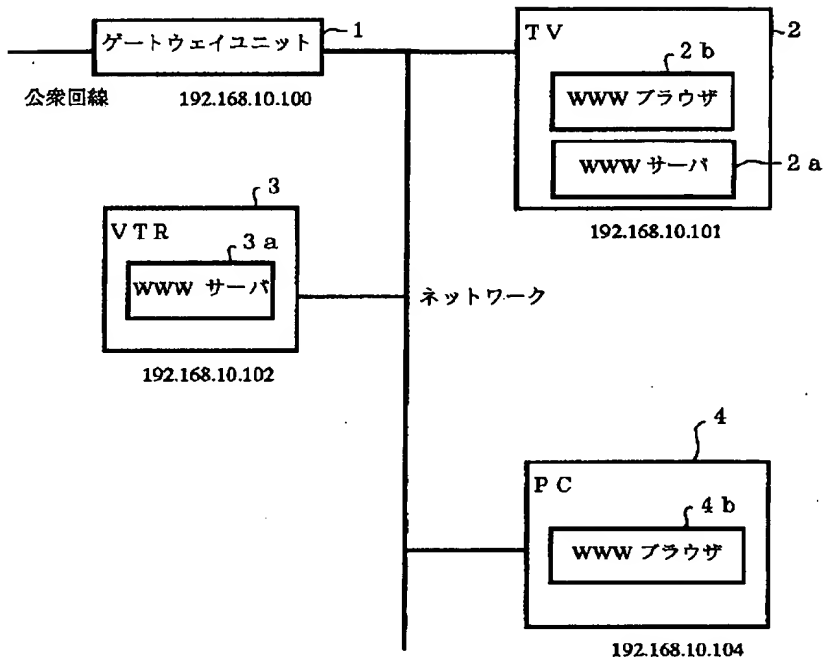 ゲートウェイユニット
1
公衆回線
192.168.10.100
TV
2
2b
WWW ブラウザ
WWW サーバ
2a
192.168.10.101
3
VTR
3a
WWW サーバ
192.168.10.102
ネットワーク
4
PC
4b
WWW ブラウザ
192.168.10.104